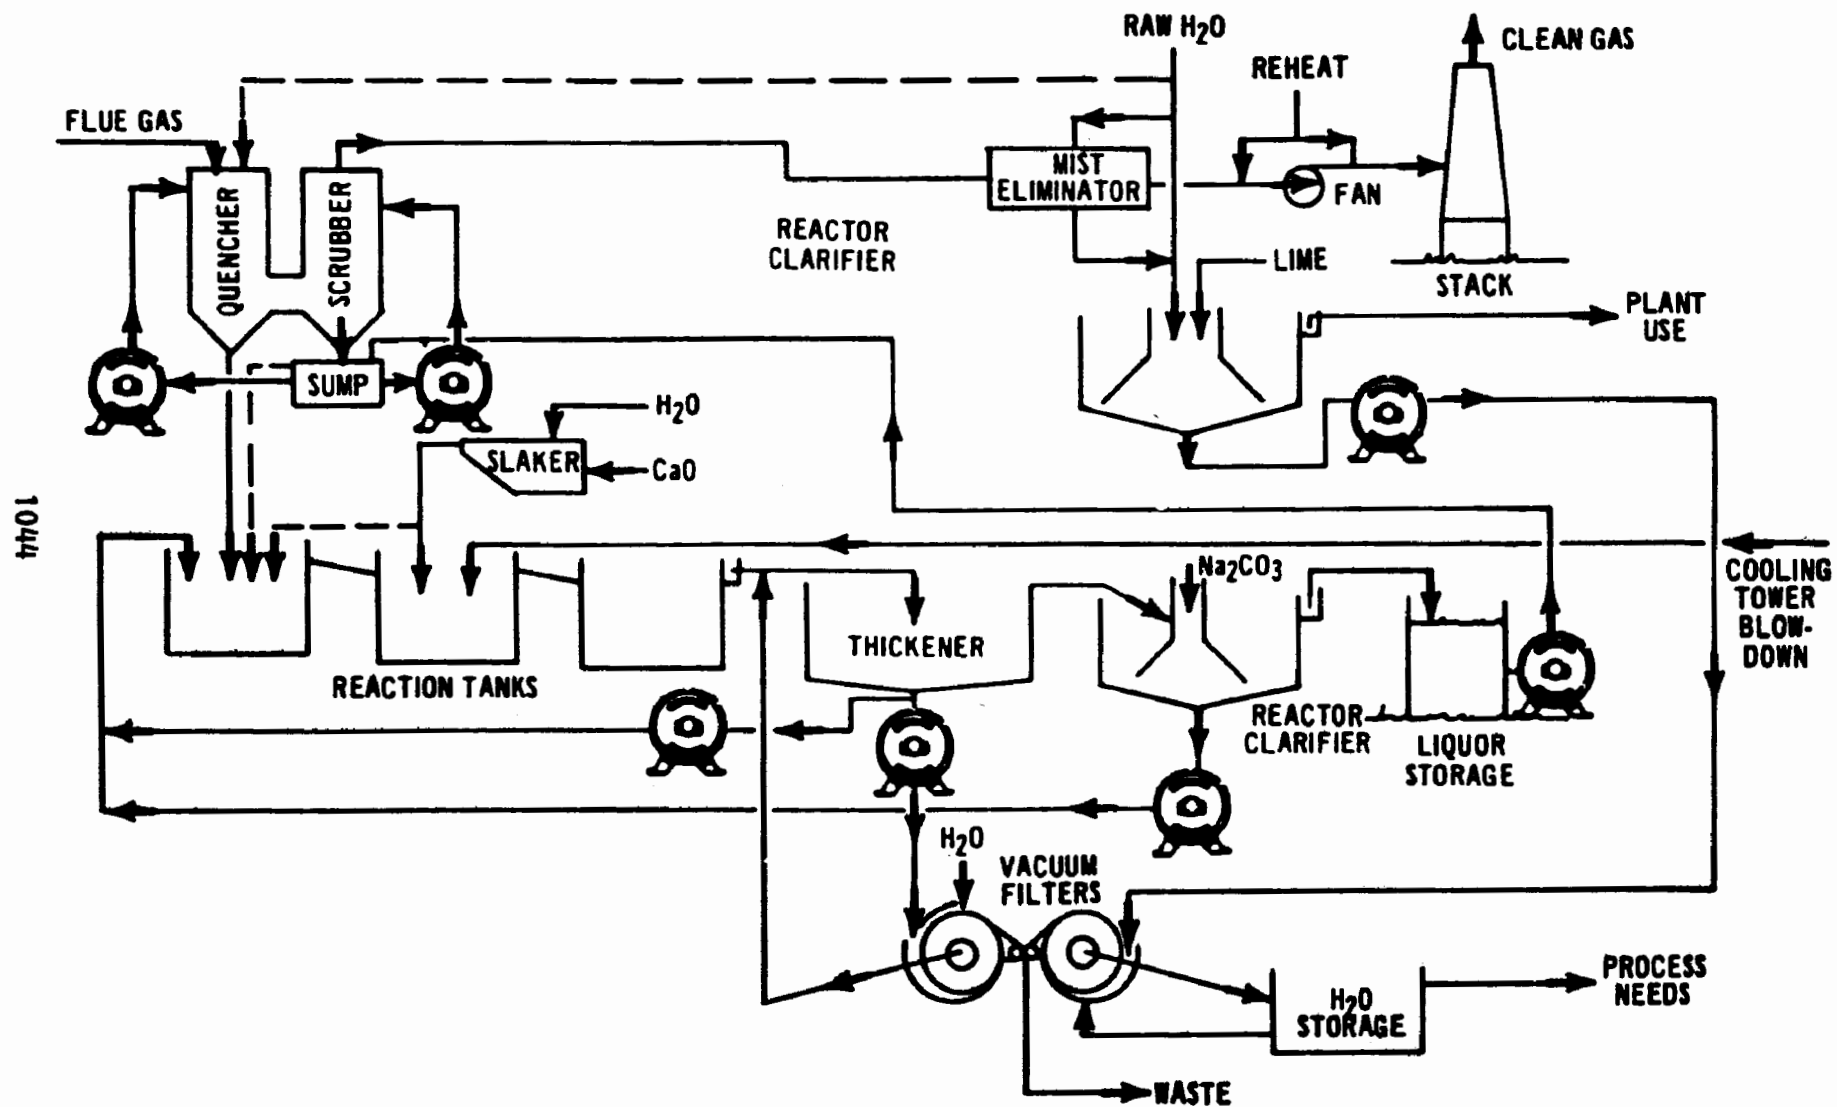 RAW H2O
CLEAN GAS
REHEAT
FLUE GAS
MIST
ELIMINATOR
FAN
QUENCHER
SCRUBBER
REACTOR
CLARIFIER
LIME
STACK
PLANT
USE
SUMP
H2O
SLAKER
CaO
1044
Na2CO3
COOLING
TOWER
BLOW-
DOWN
THICKENER
REACTION TANKS
REACTOR
CLARIFIER
LIQUOR
STORAGE
H2O
VACUUM
FILTERS
PROCESS
NEEDS
H2O
STORAGE
WASTE